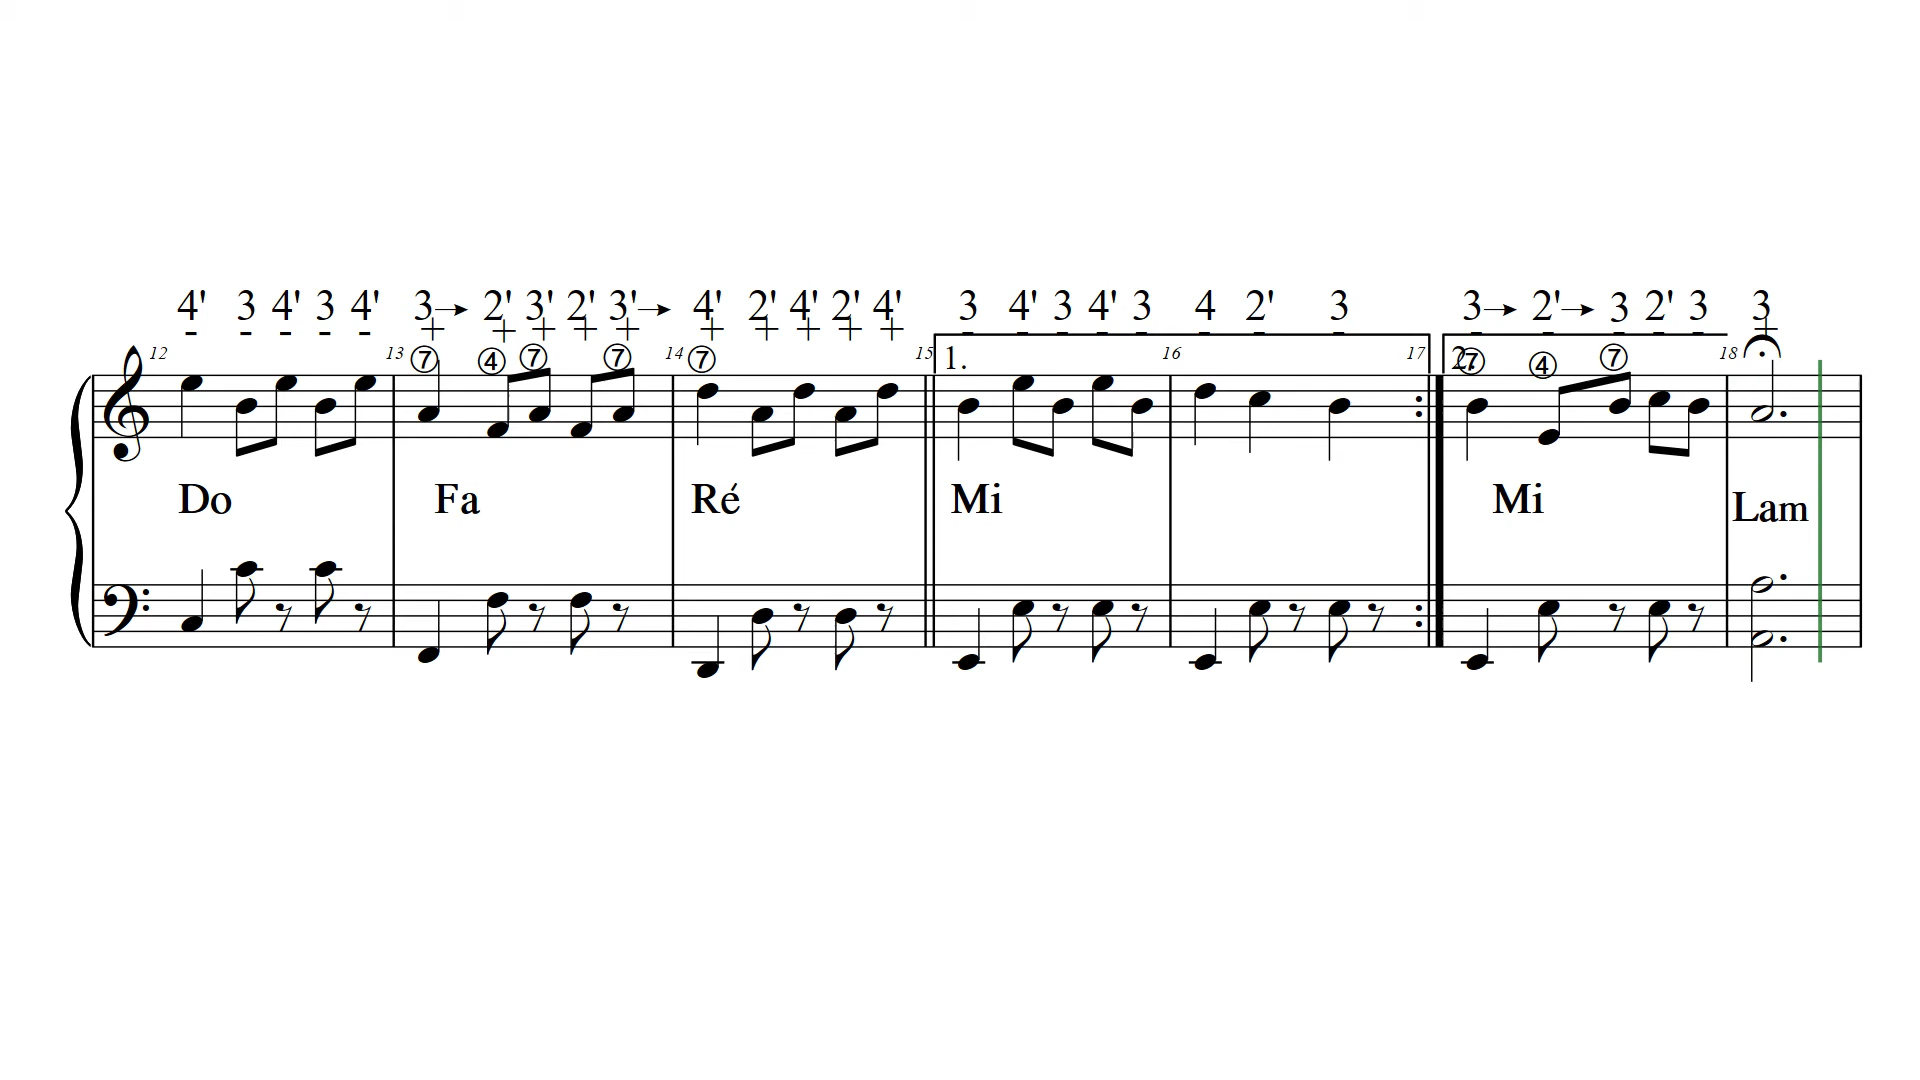 4' 3 4' 3 4' 3→ 2' 3' 2' 3'→ 4' 2' 4' 2' 4' 3 4' 3 4' 3 4 2' 3 3→ 2'→ 3 2' 3 3
- - - - - + + + + + + + + + + - - - - - - - - - - - - - +
12 13 ⑦ ④ ⑦ ⑦ 14 ⑦ 15 1. 16 17 2. ⑦ ④ ⑦ 18
Do Fa Ré Mi Mi Lam